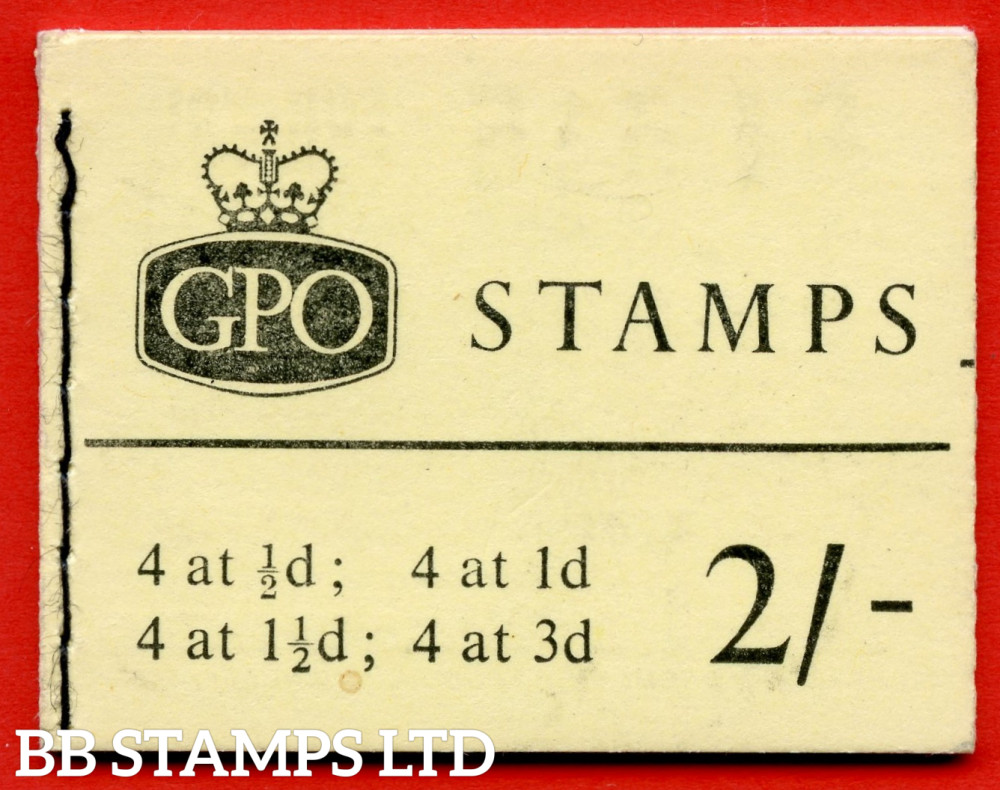 GPO
STAMPS
4 at ½d; 4 at 1d
4 at 1½d; 4 at 3d
2/-
BB STAMPS LTD